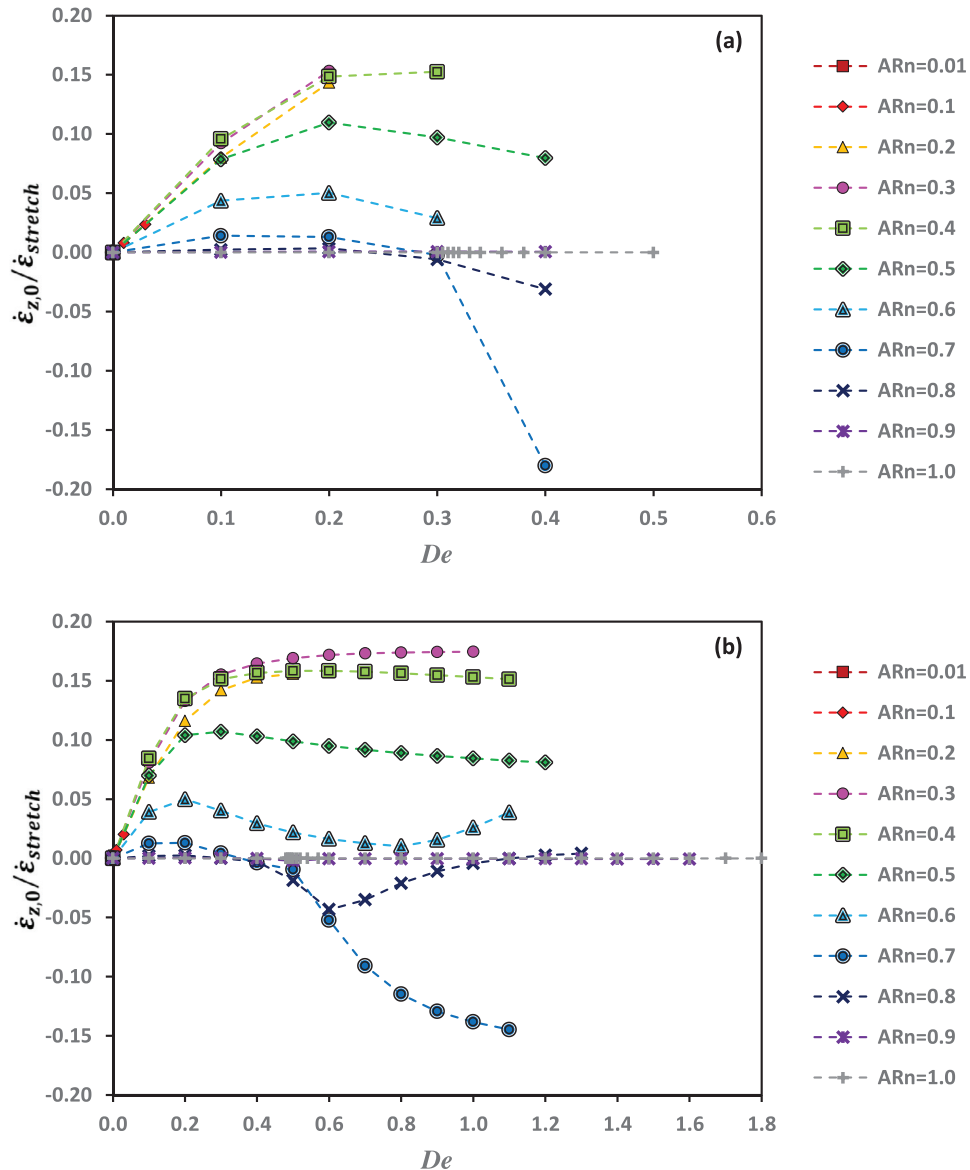 (a)
0.20
0.15
0.10
0.05
0.00
-0.05
-0.10
-0.15
-0.20
ε̇z,0/ε̇stretch
0.0 0.1 0.2 0.3 0.4 0.5 0.6
De
ARn=0.01
ARn=0.1
ARn=0.2
ARn=0.3
ARn=0.4
ARn=0.5
ARn=0.6
ARn=0.7
ARn=0.8
ARn=0.9
ARn=1.0
(b)
0.20
0.15
0.10
0.05
0.00
-0.05
-0.10
-0.15
-0.20
ε̇z,0/ε̇stretch
0.0 0.2 0.4 0.6 0.8 1.0 1.2 1.4 1.6 1.8
De
ARn=0.01
ARn=0.1
ARn=0.2
ARn=0.3
ARn=0.4
ARn=0.5
ARn=0.6
ARn=0.7
ARn=0.8
ARn=0.9
ARn=1.0